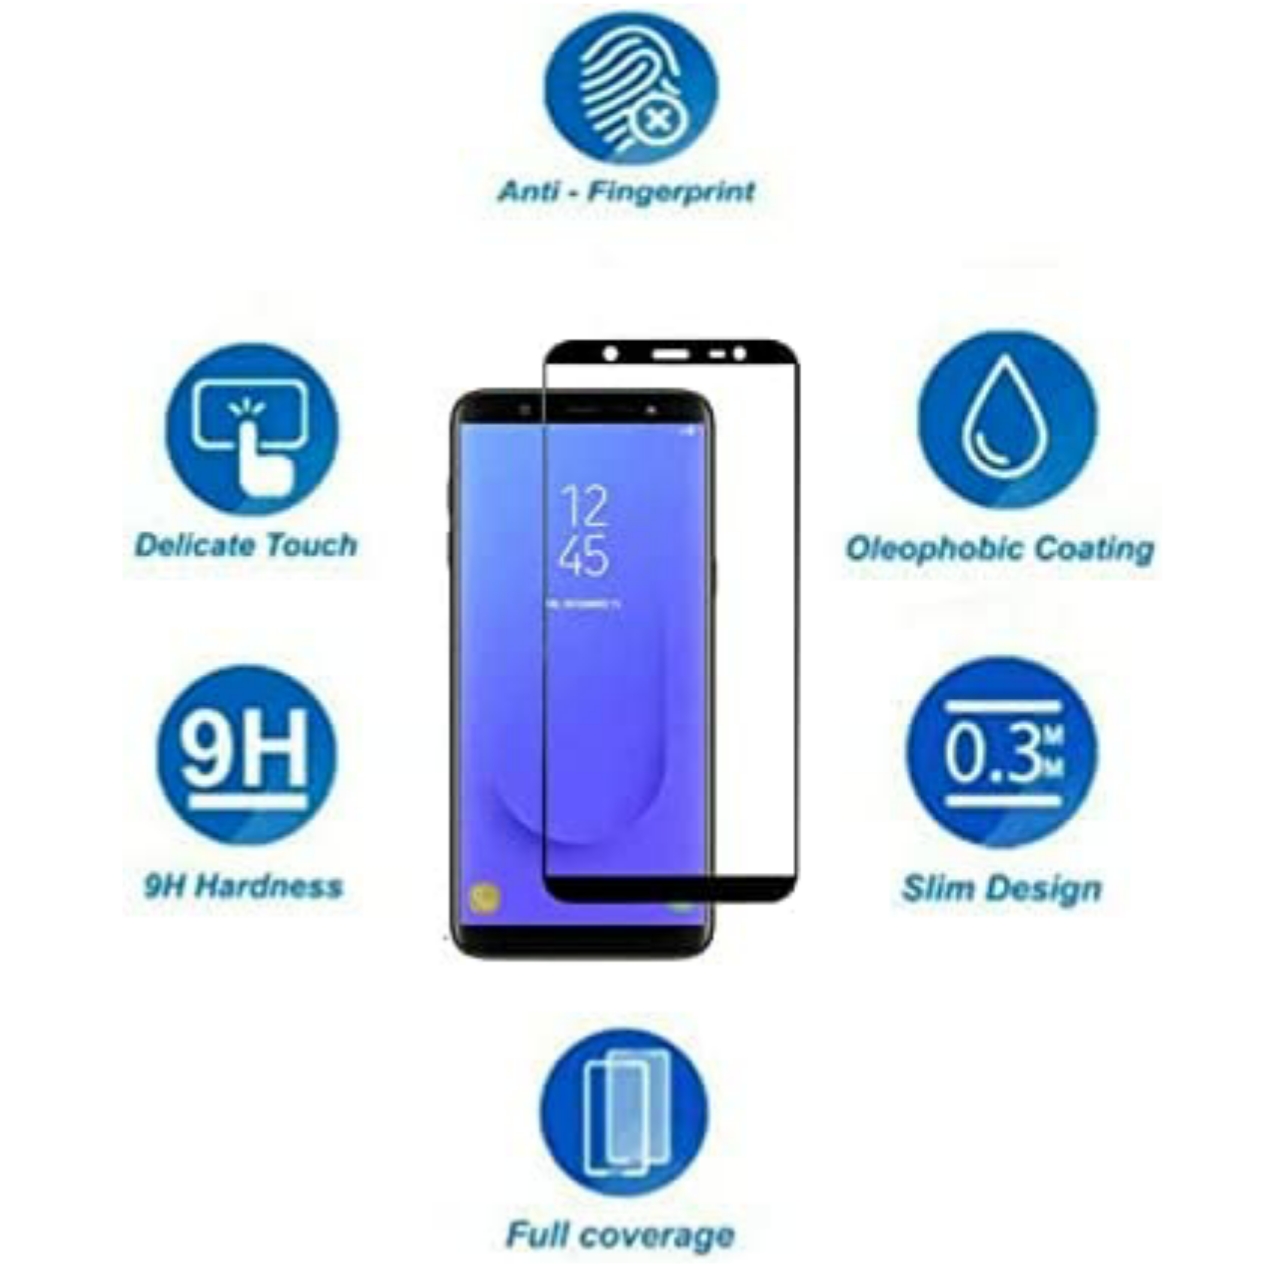 Anti - Fingerprint
Delicate Touch
Oleophobic Coating
12
45
9H
0.3MM
9H Hardness
Slim Design
Full coverage